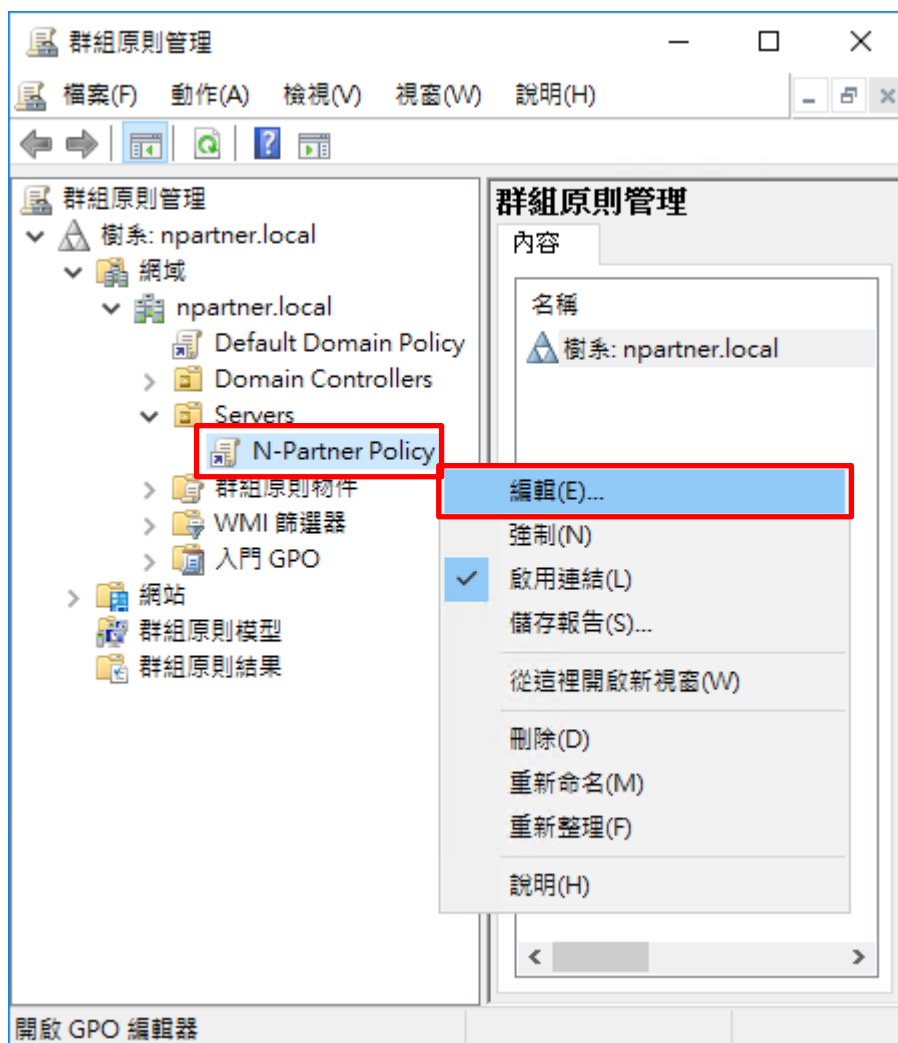 群組原則管理
檔案(F) 動作(A) 檢視(V) 視窗(W) 說明(H)
群組原則管理
樹系: npartner.local
網域
npartner.local
Default Domain Policy
Domain Controllers
Servers
N-Partner Policy
群組原則物件
WMI 篩選器
入門 GPO
網站
群組原則模型
群組原則結果
群組原則管理
內容
名稱
樹系: npartner.local
編輯(E)...
強制(N)
啟用連結(L)
儲存報告(S)...
從這裡開啟新視窗(W)
刪除(D)
重新命名(M)
重新整理(F)
說明(H)
開啟 GPO 編輯器